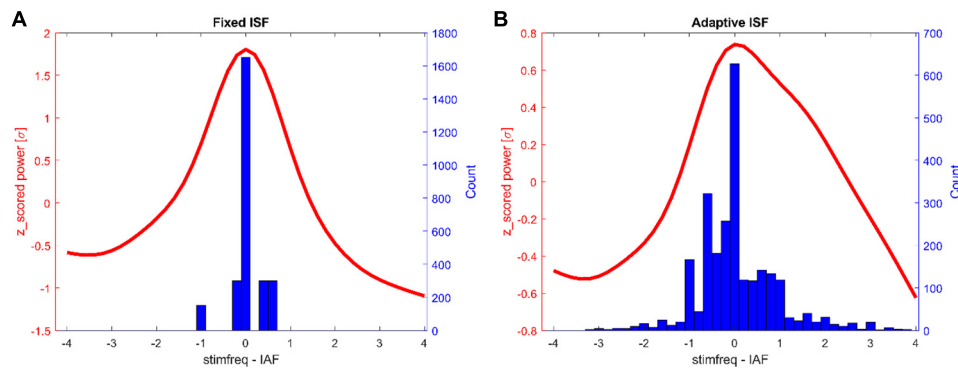 A
Fixed ISF
2
1.5
1
0.5
0
-0.5
-1
-1.5
z_scored power [σ]
1800
1600
1400
1200
1000
800
600
400
200
0
Count
-4 -3 -2 -1 0 1 2 3 4
stimfreq - IAF
B
Adaptive ISF
0.8
0.6
0.4
0.2
0
-0.2
-0.4
-0.6
-0.8
z_scored power [σ]
700
600
500
400
300
200
100
0
Count
-4 -3 -2 -1 0 1 2 3 4
stimfreq - IAF